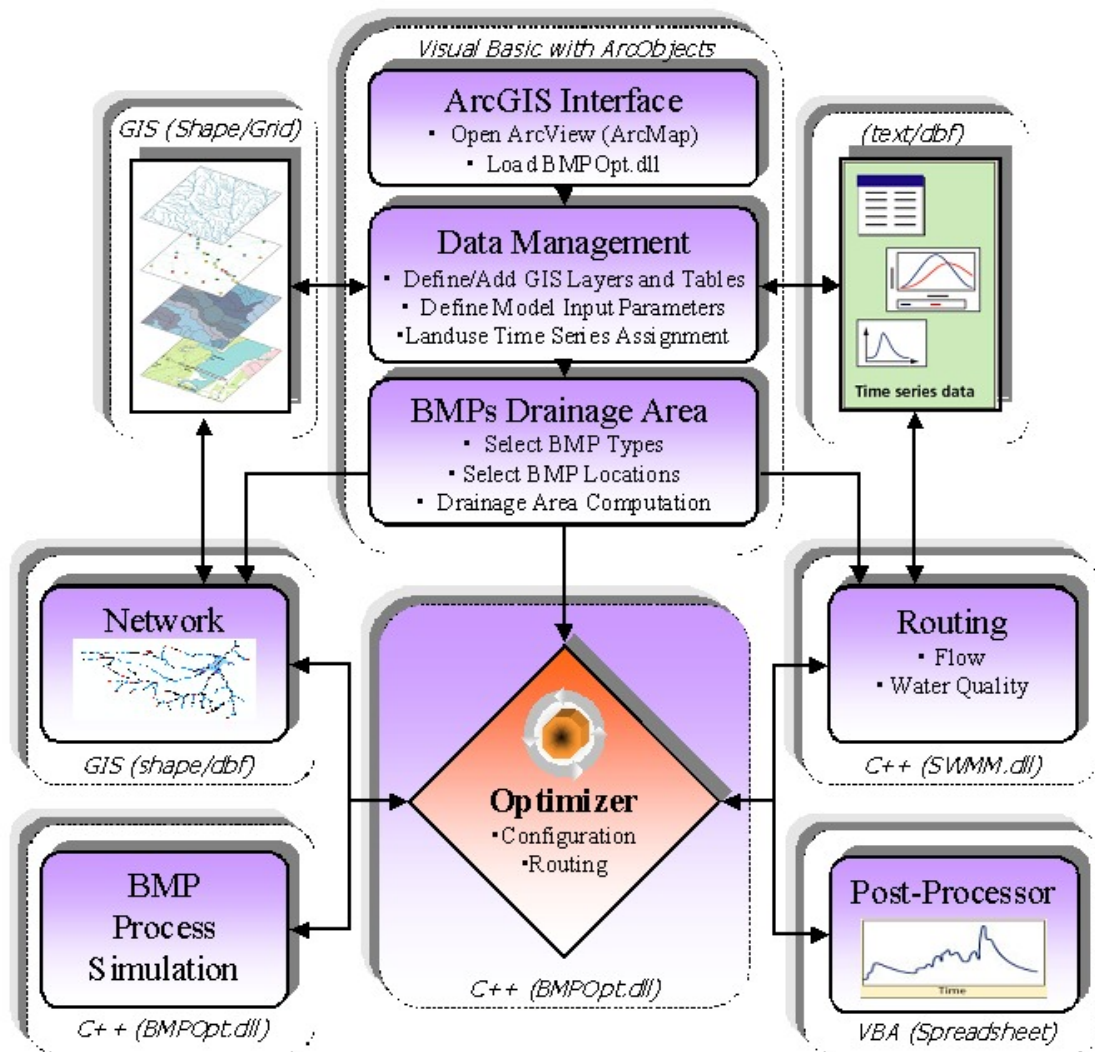 Visual Basic with ArcObjects
ArcGIS Interface
▪ Open ArcView (ArcMap)
▪ Load BMPOpt.dll
GIS (Shape/Grid)
(text/dbf)
Data Management
▪ Define/Add GIS Layers and Tables
▪ Define Model Input Parameters
▪Landuse Time Series Assignment
Time series data
BMPs Drainage Area
▪ Select BMP Types
▪ Select BMP Locations
▪ Drainage Area Computation
Network
GIS (shape/dbf)
Routing
▪ Flow
▪ Water Quality
C++ (SWMM.dll)
Optimizer
▪Configuration
▪Routing
C++ (BMPOpt.dll)
BMP
Process
Simulation
C++ (BMPOpt.dll)
Post-Processor
Time
VBA (Spreadsheet)